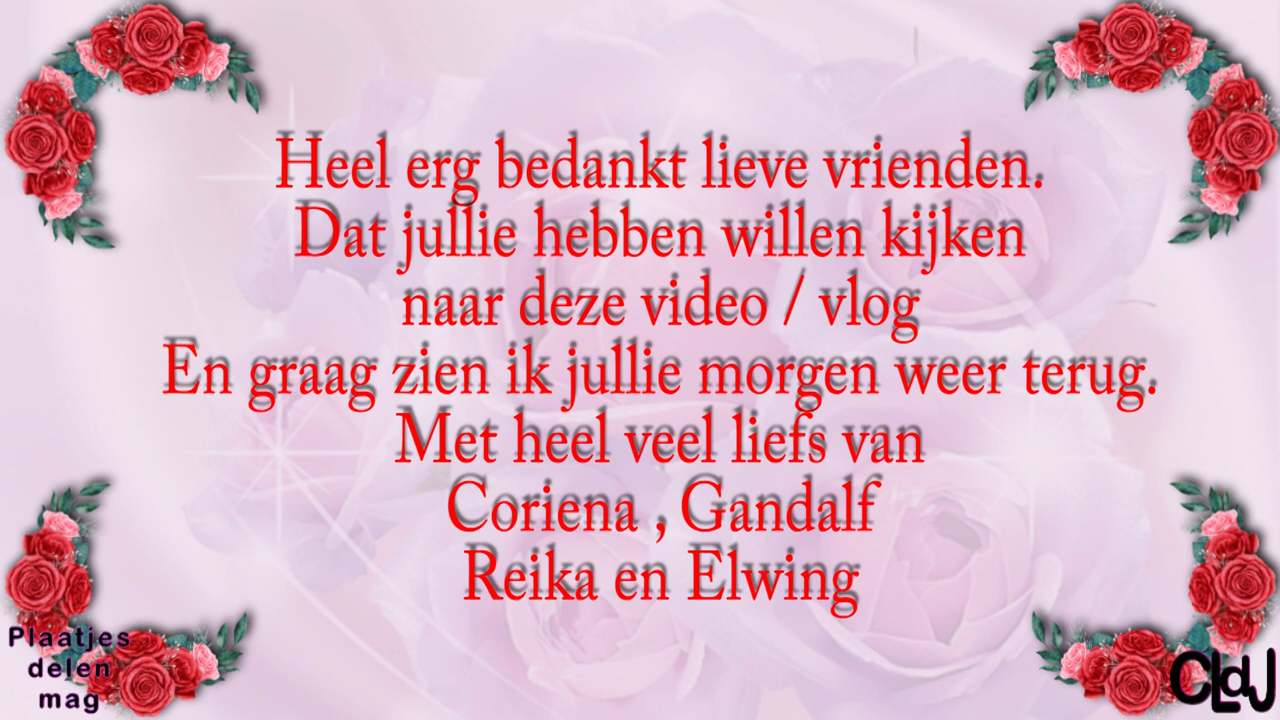 Heel erg bedankt lieve vrienden.
Dat jullie hebben willen kijken
naar deze video / vlog
En graag zien ik jullie morgen weer terug.
Met heel veel liefs van
Coriena , Gandalf
Reika en Elwing
Plaatjes
delen
mag
CLdJ